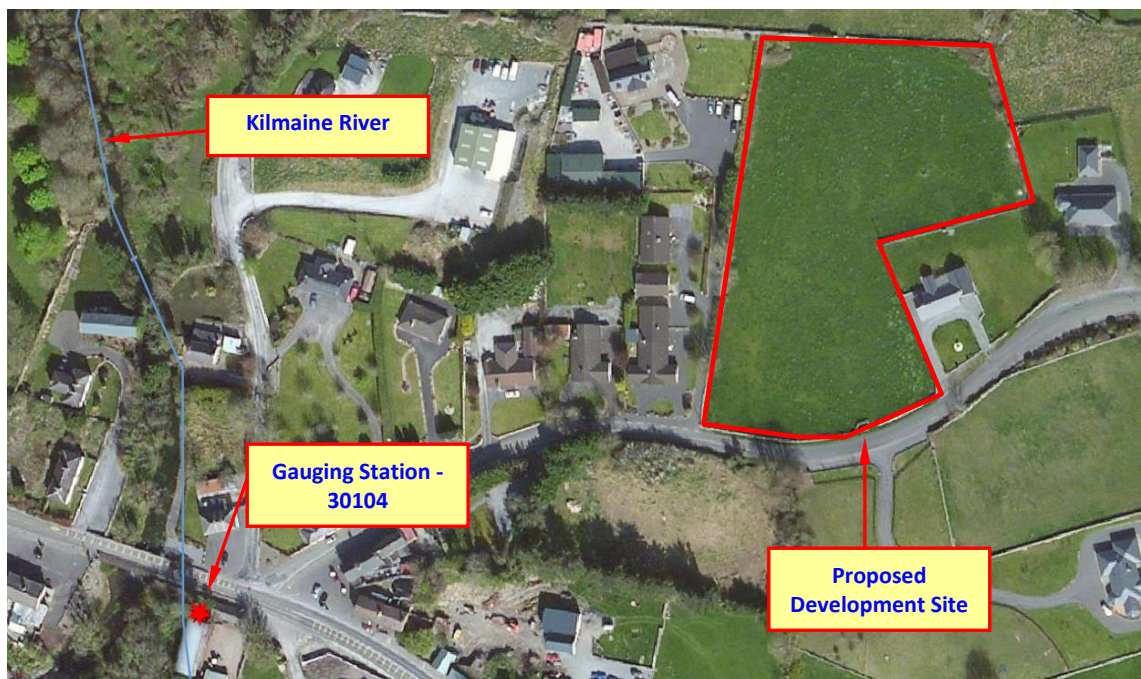 Kilmaine River
Gauging Station -
30104
Proposed
Development Site